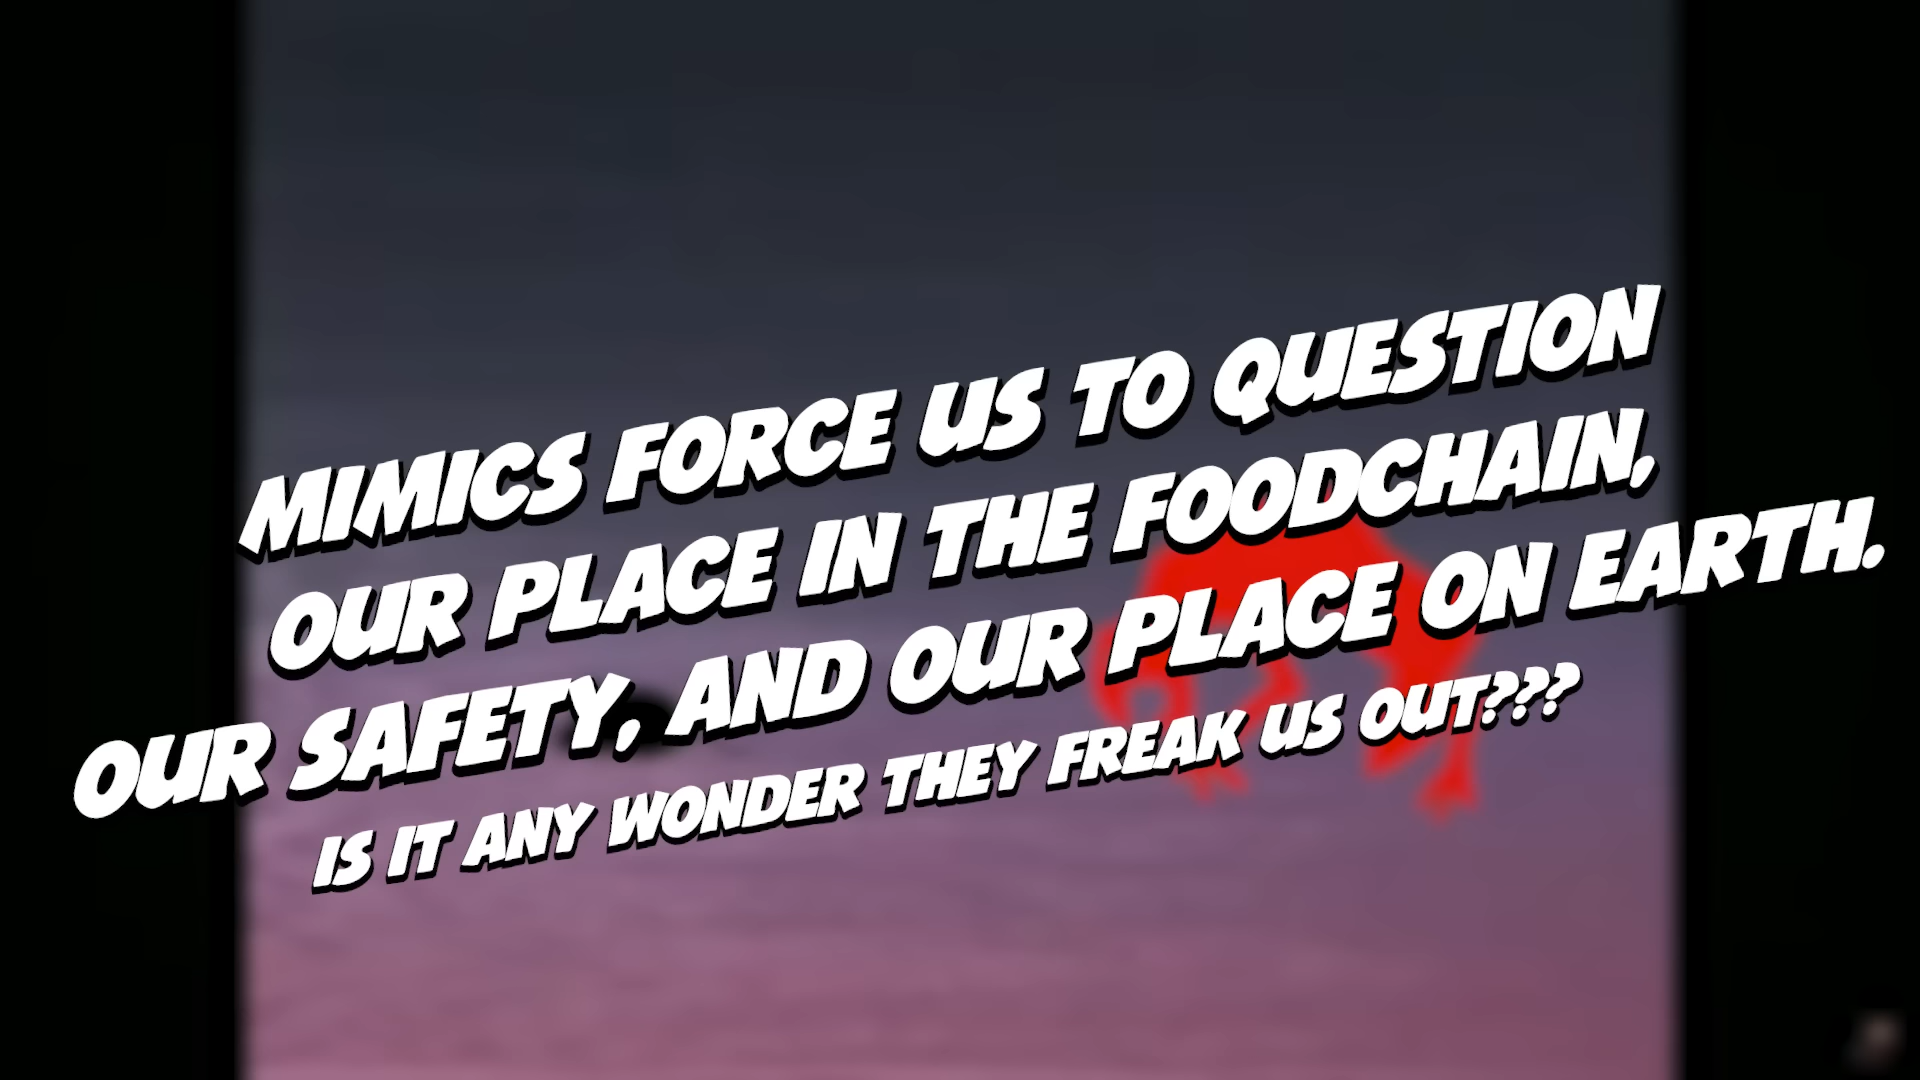 MIMICS FORCE US TO QUESTION
OUR PLACE IN THE FOODCHAIN,
OUR SAFETY, AND OUR PLACE ON EARTH.
IS IT ANY WONDER THEY FREAK US OUT???